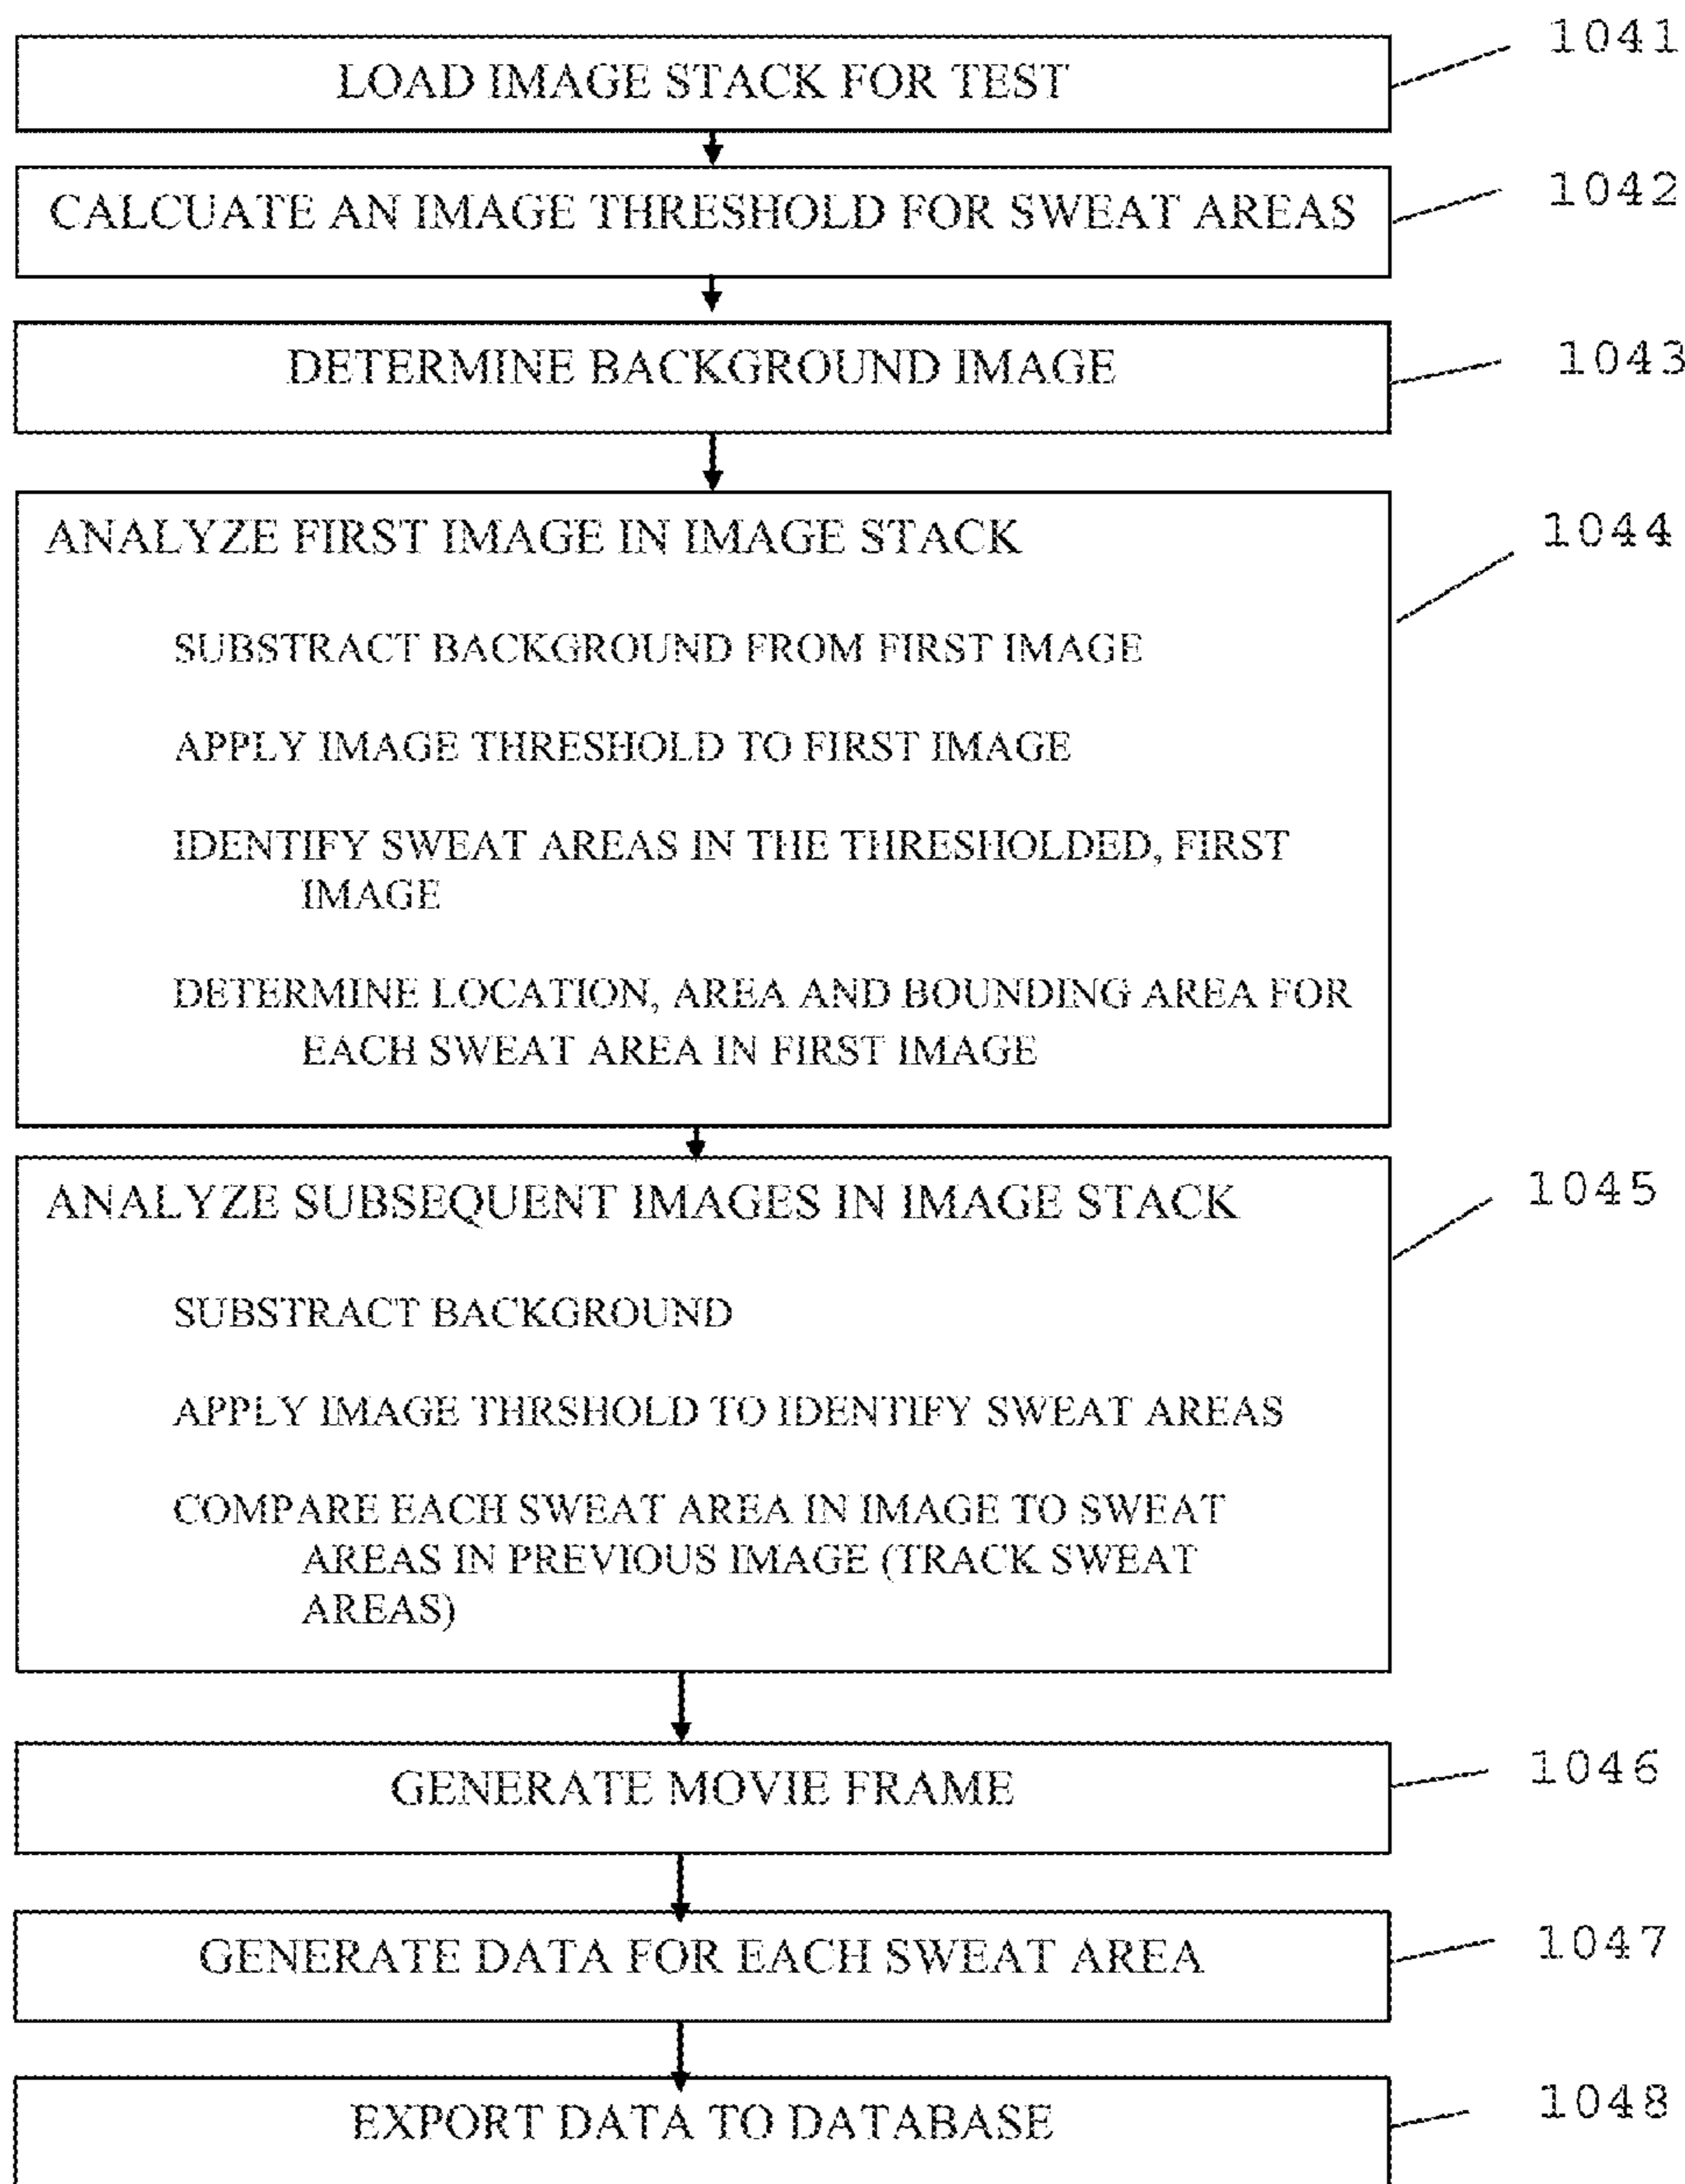 LOAD IMAGE STACK FOR TEST
1041
CALCUATE AN IMAGE THRESHOLD FOR SWEAT AREAS
1042
DETERMINE BACKGROUND IMAGE
1043
ANALYZE FIRST IMAGE IN IMAGE STACK
1044
SUBSTRACT BACKGROUND FROM FIRST IMAGE
APPLY IMAGE THRESHOLD TO FIRST IMAGE
IDENTIFY SWEAT AREAS IN THE THRESHOLDED, FIRST
IMAGE
DETERMINE LOCATION, AREA AND BOUNDING AREA FOR
EACH SWEAT AREA IN FIRST IMAGE
ANALYZE SUBSEQUENT IMAGES IN IMAGE STACK
1045
SUBSTRACT BACKGROUND
APPLY IMAGE THRSHOLD TO IDENTIFY SWEAT AREAS
COMPARE EACH SWEAT AREA IN IMAGE TO SWEAT
AREAS IN PREVIOUS IMAGE (TRACK SWEAT
AREAS)
GENERATE MOVIE FRAME
1046
GENERATE DATA FOR EACH SWEAT AREA
1047
EXPORT DATA TO DATABASE
1048